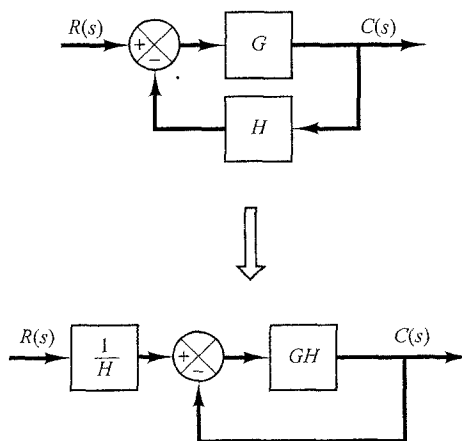 R(s) + − G C(s)
H
R(s) 1/H + − GH C(s)